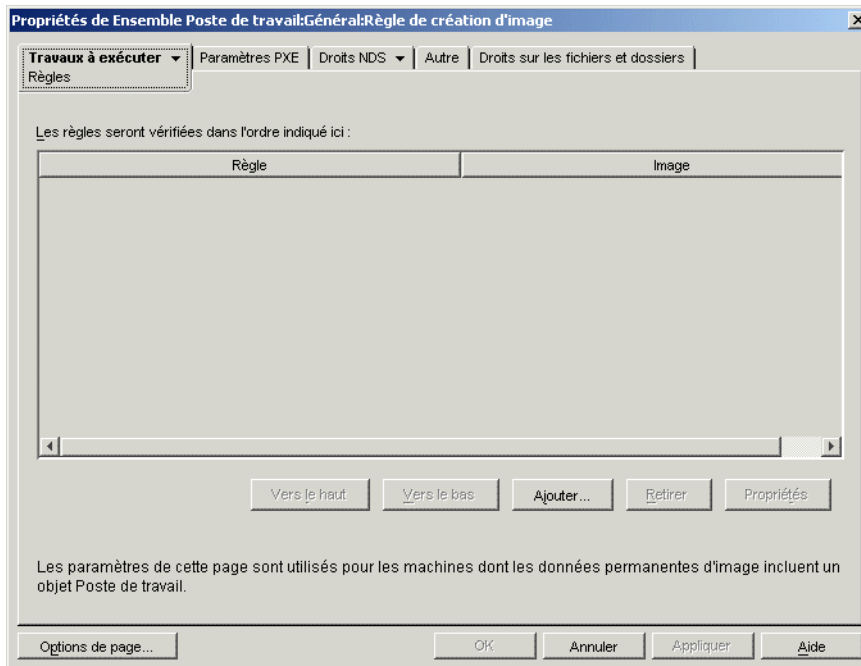 Propriétés de Ensemble Poste de travail:Général:Règle de création d'image
Travaux à exécuter Paramètres PXE Droits NDS Autre Droits sur les fichiers et dossiers
Règles
Les règles seront vérifiées dans l'ordre indiqué ici :
Règle Image
Vers le haut Vers le bas Ajouter... Retirer Propriétés
Les paramètres de cette page sont utilisés pour les machines dont les données permanentes d'image incluent un
objet Poste de travail.
Options de page... OK Annuler Appliquer Aide